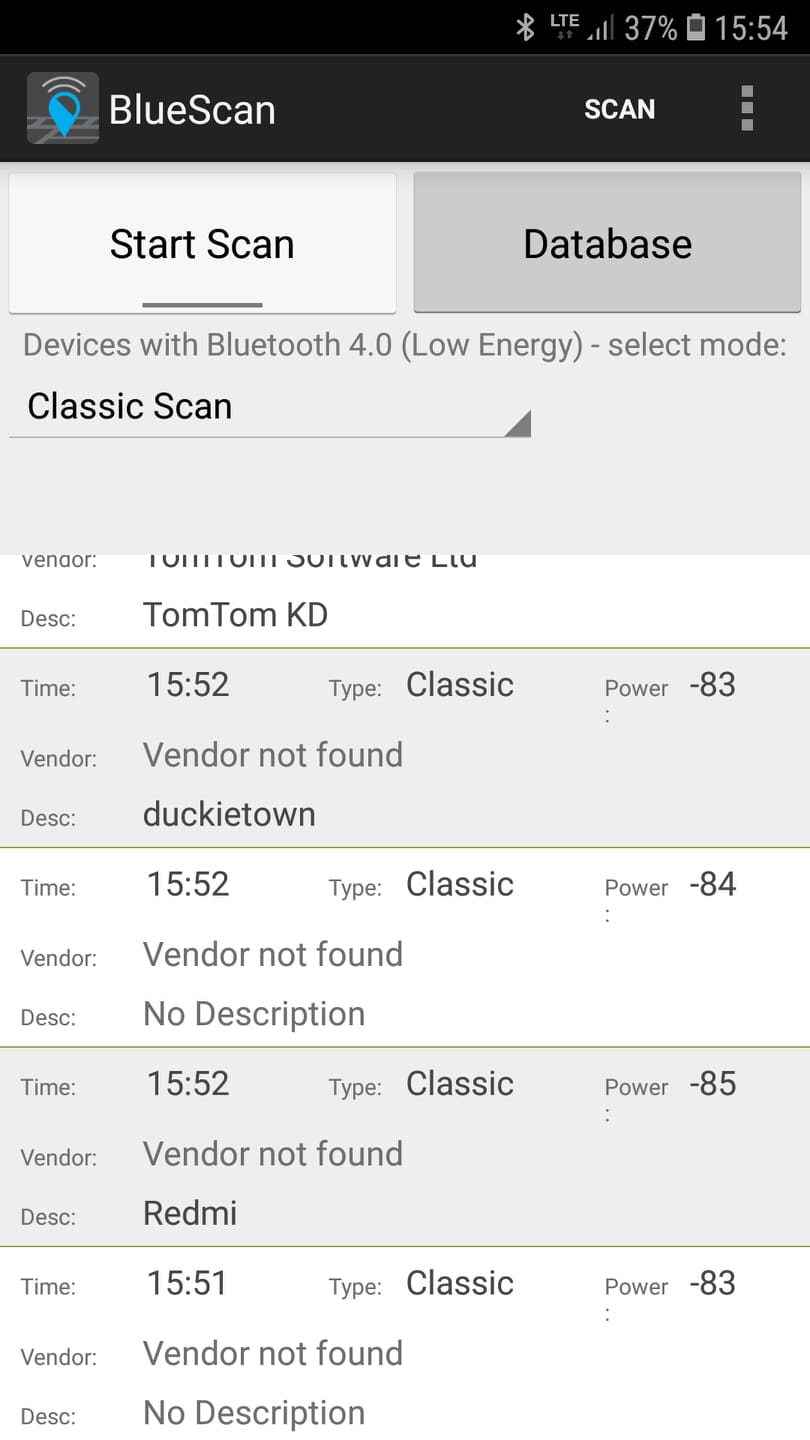 LTE 37% 15:54
BlueScan SCAN
Start Scan Database
Devices with Bluetooth 4.0 (Low Energy) - select mode:
Classic Scan
Vendor: TomTom Software Ltd
Desc: TomTom KD
Time: 15:52 Type: Classic Power -83
:
Vendor: Vendor not found
Desc: duckietown
Time: 15:52 Type: Classic Power -84
:
Vendor: Vendor not found
Desc: No Description
Time: 15:52 Type: Classic Power -85
:
Vendor: Vendor not found
Desc: Redmi
Time: 15:51 Type: Classic Power -83
:
Vendor: Vendor not found
Desc: No Description